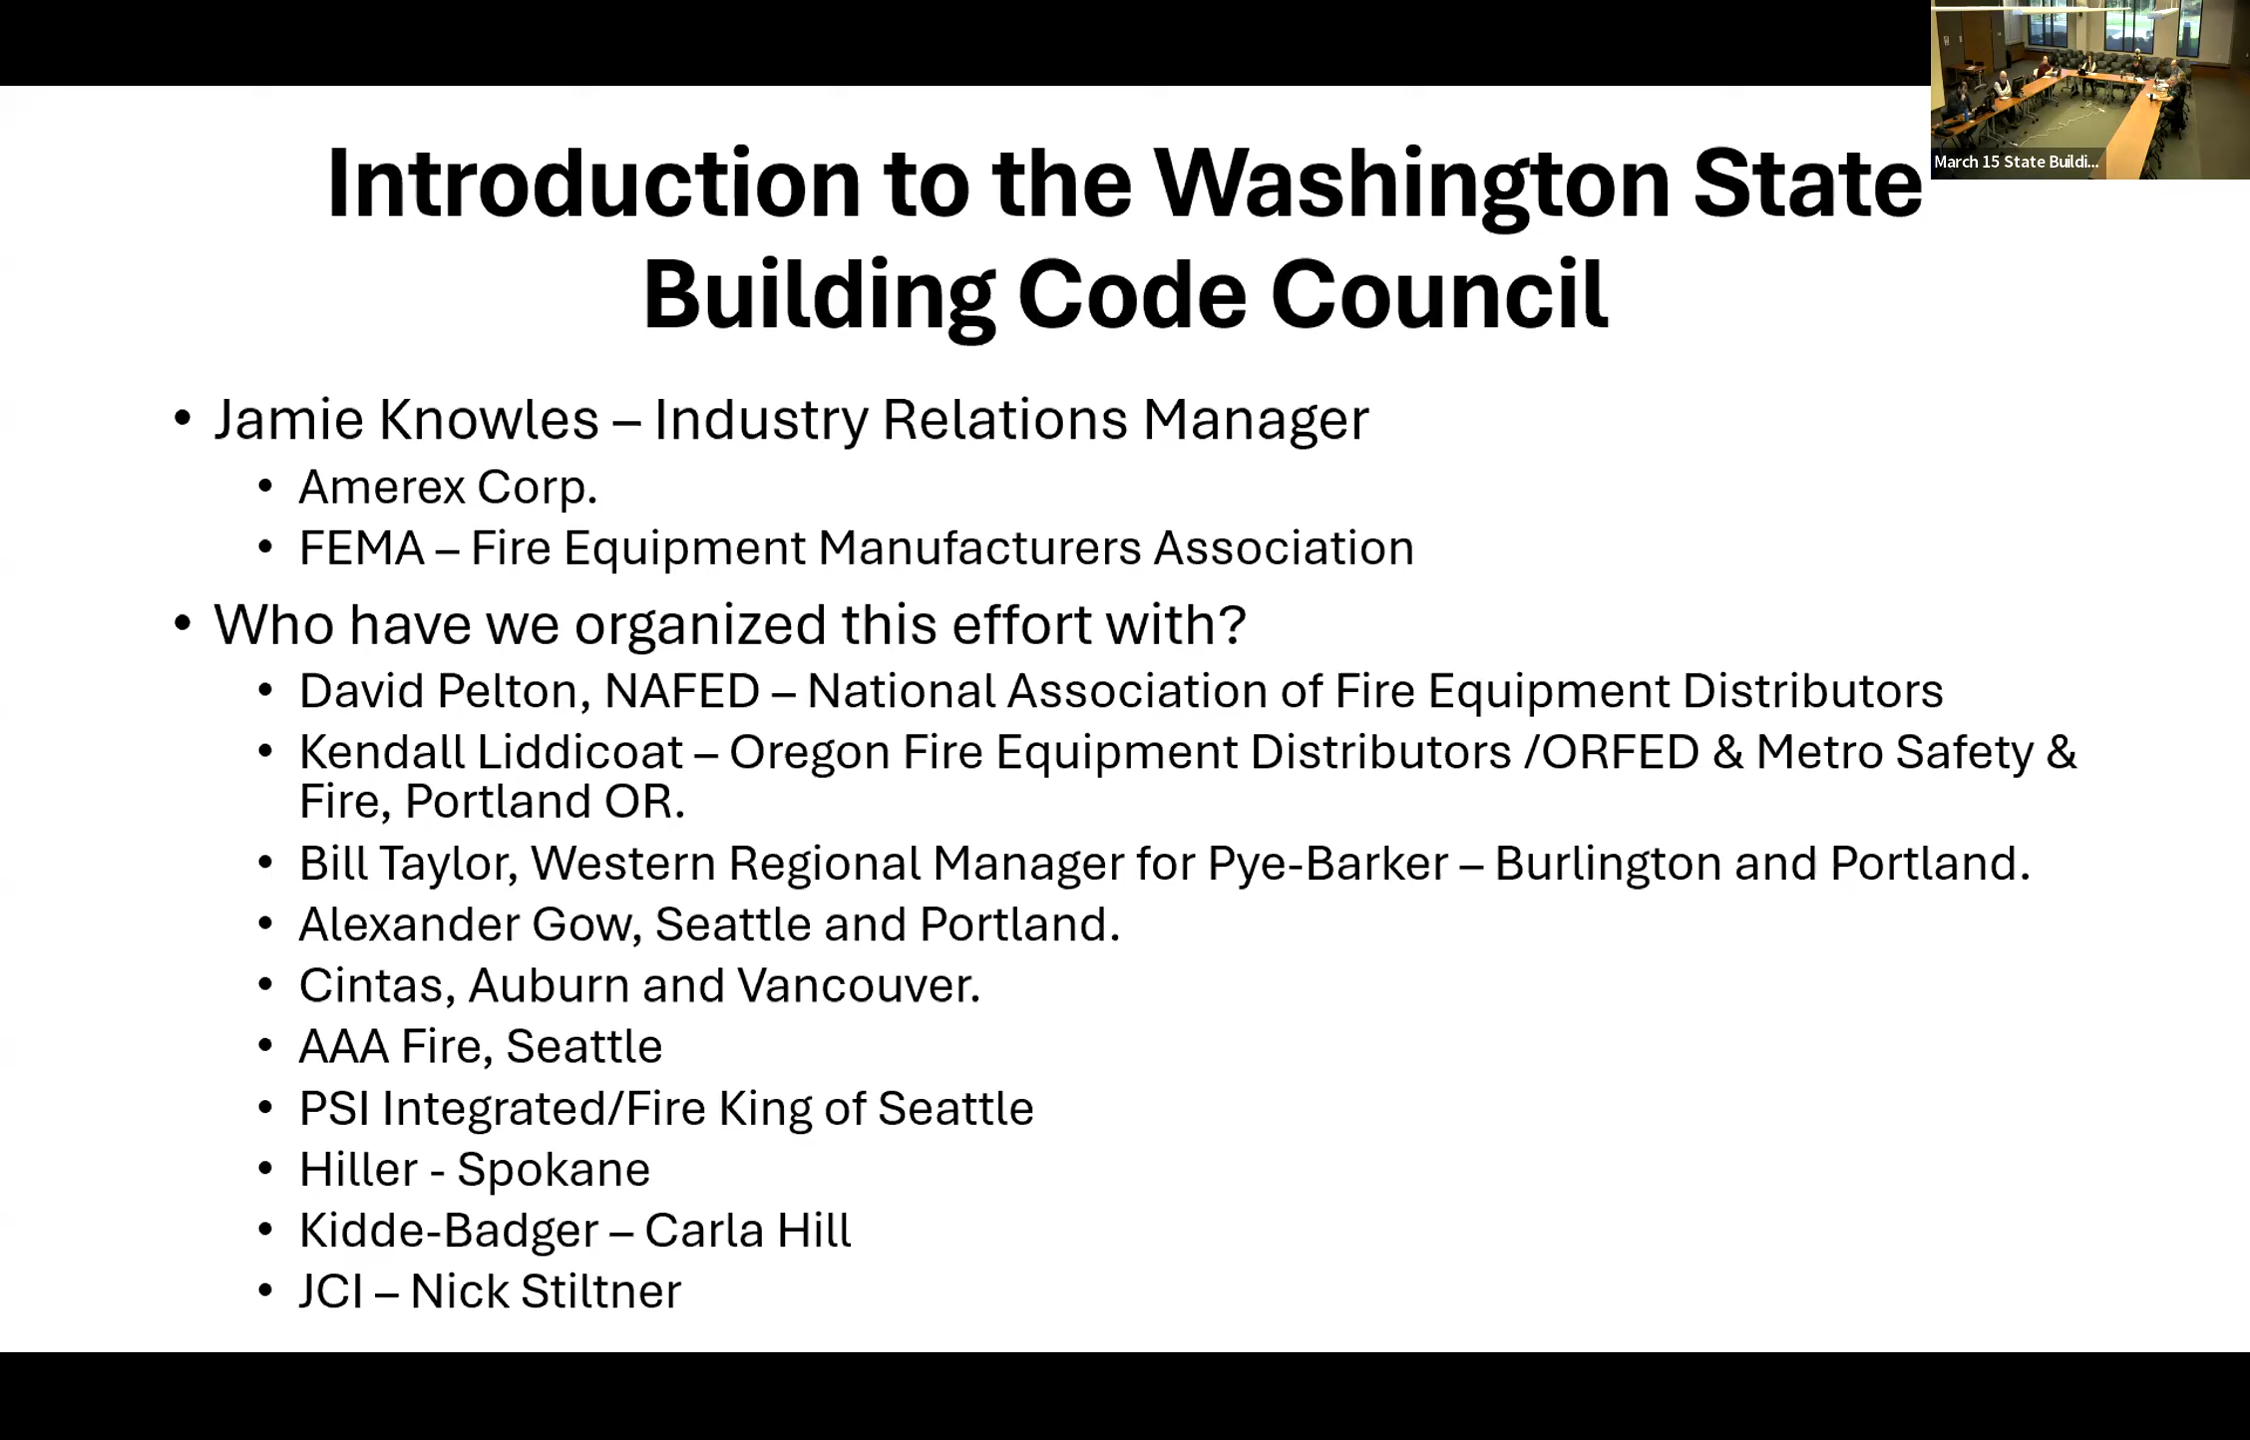 Introduction to the Washington State
Building Code Council
March 15 State Buildi...
• Jamie Knowles – Industry Relations Manager
• Amerex Corp.
• FEMA – Fire Equipment Manufacturers Association
• Who have we organized this effort with?
• David Pelton, NAFED – National Association of Fire Equipment Distributors
• Kendall Liddicoat – Oregon Fire Equipment Distributors /ORFED & Metro Safety &
Fire, Portland OR.
• Bill Taylor, Western Regional Manager for Pye-Barker – Burlington and Portland.
• Alexander Gow, Seattle and Portland.
• Cintas, Auburn and Vancouver.
• AAA Fire, Seattle
• PSI Integrated/Fire King of Seattle
• Hiller - Spokane
• Kidde-Badger – Carla Hill
• JCI – Nick Stiltner